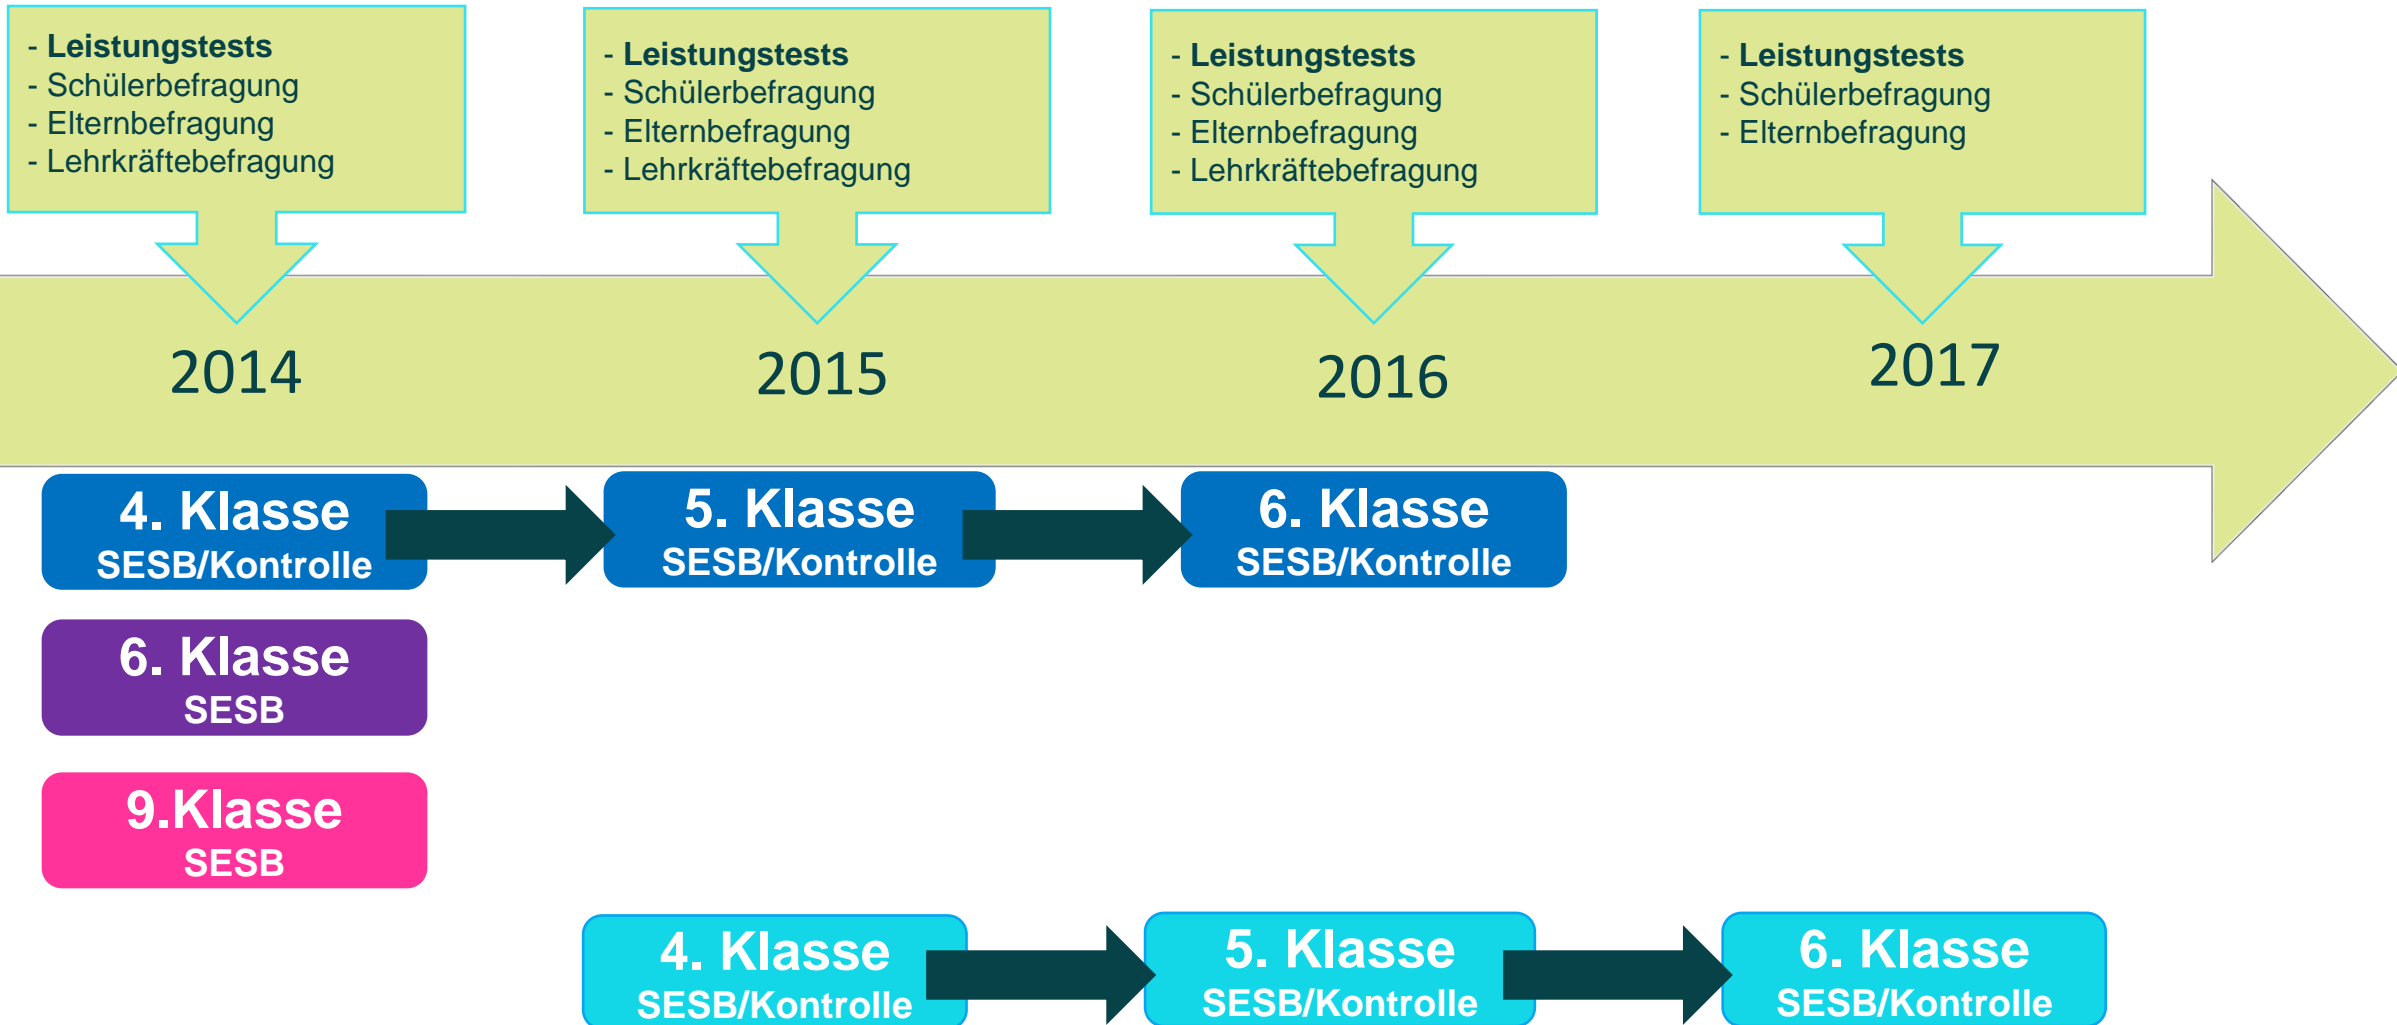 - Leistungstests
- Schülerbefragung
- Elternbefragung
- Lehrkräftebefragung
- Leistungstests
- Schülerbefragung
- Elternbefragung
- Lehrkräftebefragung
- Leistungstests
- Schülerbefragung
- Elternbefragung
- Lehrkräftebefragung
- Leistungstests
- Schülerbefragung
- Elternbefragung
2014
2015
2016
2017
4. Klasse
SESB/Kontrolle
5. Klasse
SESB/Kontrolle
6. Klasse
SESB/Kontrolle
6. Klasse
SESB
9.Klasse
SESB
4. Klasse
SESB/Kontrolle
5. Klasse
SESB/Kontrolle
6. Klasse
SESB/Kontrolle